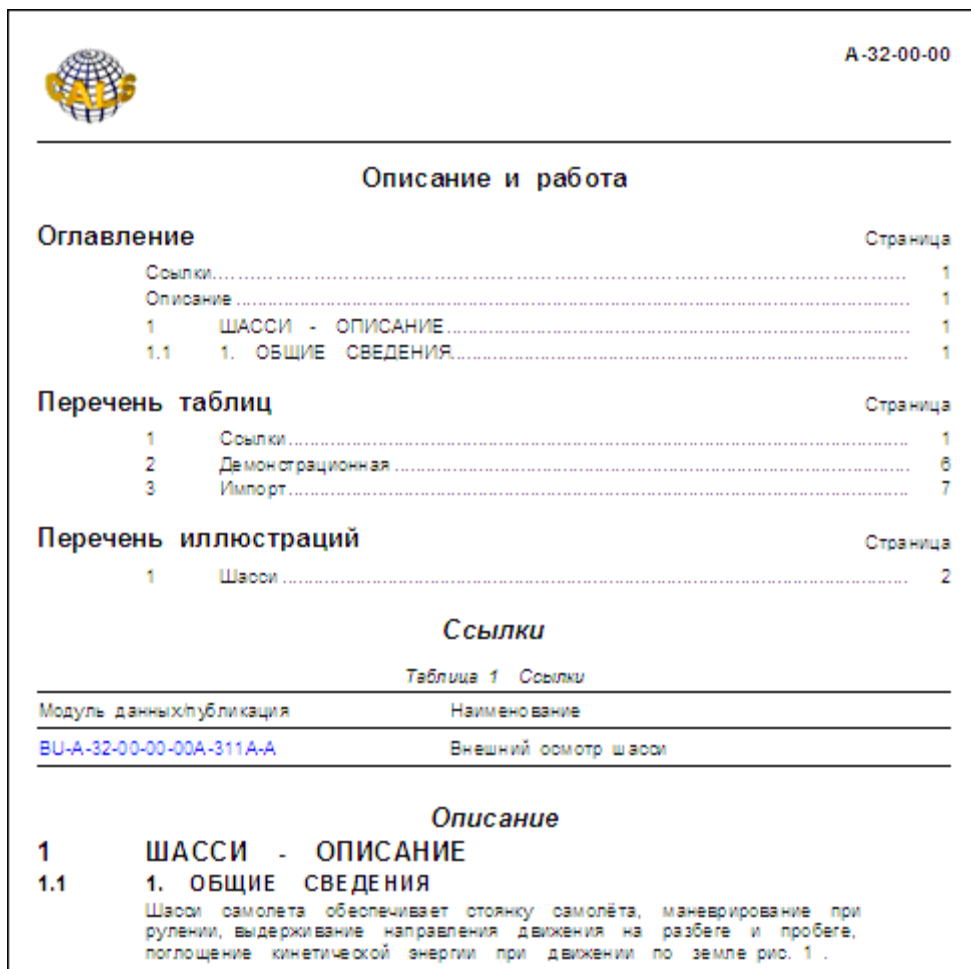 CALS
A-32-00-00
Описание и работа
Оглавление Страница
Ссылки 1
Описание 1
1 ШАССИ - ОПИСАНИЕ 1
1.1 1. ОБЩИЕ СВЕДЕНИЯ 1
Перечень таблиц Страница
1 Ссылки 1
2 Демонстрационная 6
3 Импорт 7
Перечень иллюстраций Страница
1 Шасси 2
Ссылки
Таблица 1 Ссылки
Модуль данных/публикация Наименование
BU-A-32-00-00-00A-311A-A Внешний осмотр шасси
Описание
1 ШАССИ - ОПИСАНИЕ
1.1 1. ОБЩИЕ СВЕДЕНИЯ
Шасси самолета обеспечивает стоянку самолёта, маневрирование при
рулении, выдерживание направления движения на разбеге и пробеге,
поглощение кинетической энергии при движении по земле рис. 1 .